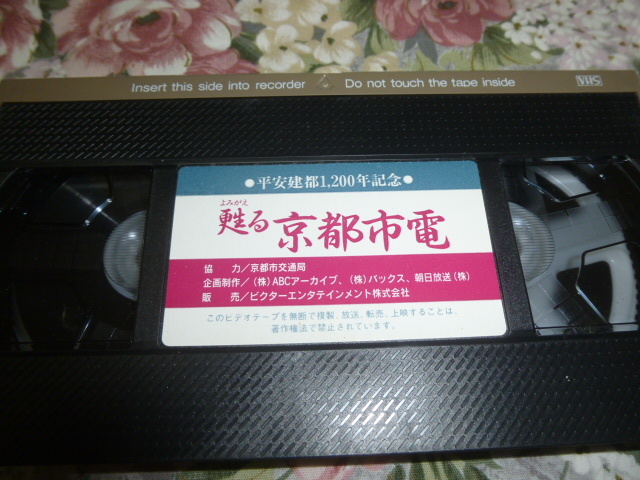 Insert this side into recorder Do not touch the tape inside VHS
●平安建都1,200年記念●
よみがえ
甦る 京都市電
協 力／京都市交通局
企画制作／（株）ABCアーカイブ、（株）バックス、朝日放送（株）
販 売／ビクターエンタテインメント株式会社
このビデオテープを無断で複製、放送、転売、上映することは、
著作権法で禁止されています。